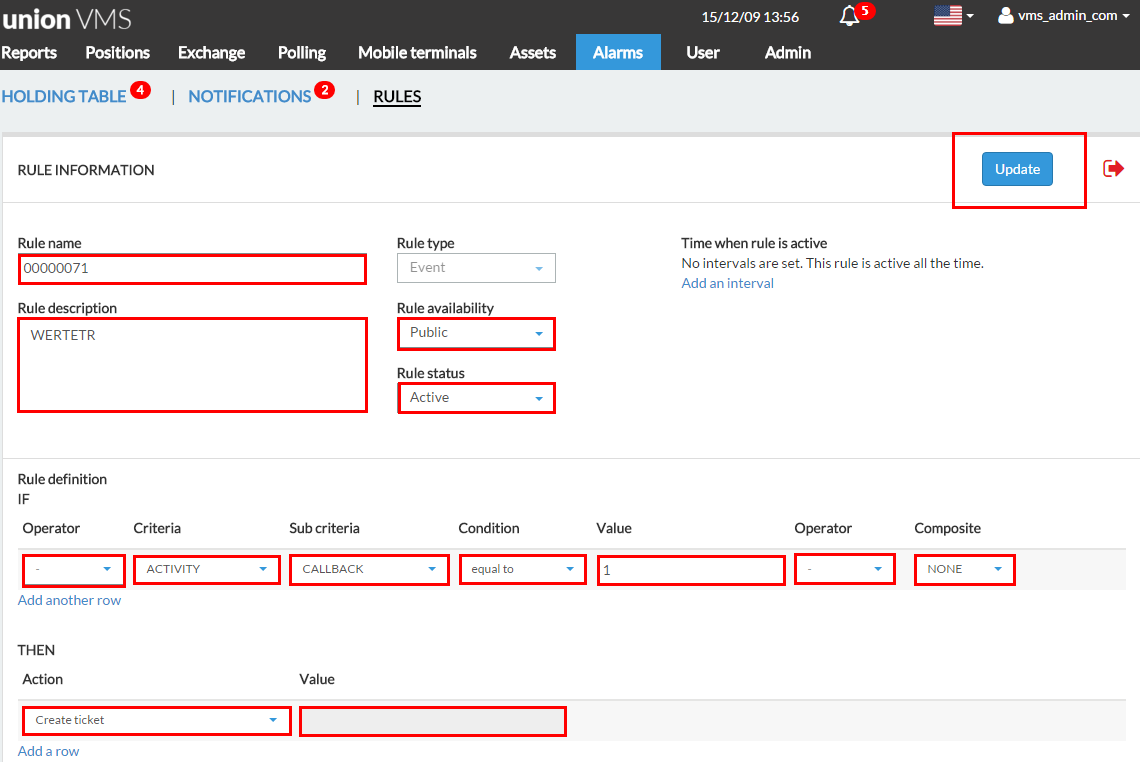 union VMS 15/12/09 13:56 5 vms_admin_com
Reports Positions Exchange Polling Mobile terminals Assets Alarms User Admin
HOLDING TABLE 4 | NOTIFICATIONS 2 | RULES
RULE INFORMATION Update
Rule name Rule type Time when rule is active
00000071 Event No intervals are set. This rule is active all the time.
Add an interval
Rule description Rule availability
WERTETR Public
Rule status
Active
Rule definition
IF
Operator Criteria Sub criteria Condition Value Operator Composite
- ACTIVITY CALLBACK equal to 1 - NONE
Add another row
THEN
Action Value
Create ticket
Add a row